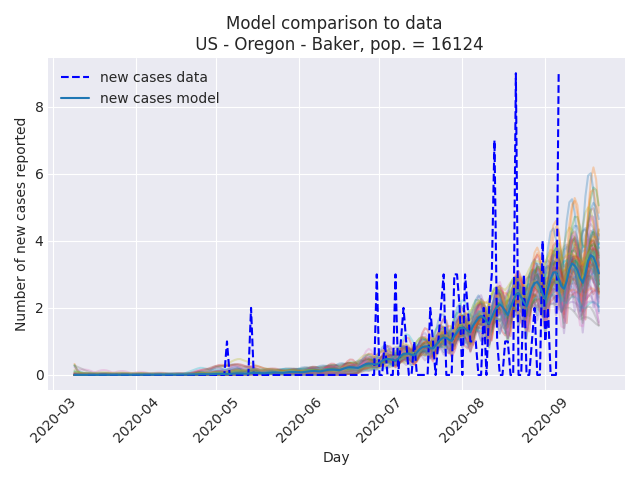 Model comparison to data
US - Oregon - Baker, pop. = 16124
new cases data
new cases model
Number of new cases reported
8
6
4
2
0
2020-03
2020-04
2020-05
2020-06
2020-07
2020-08
2020-09
Day